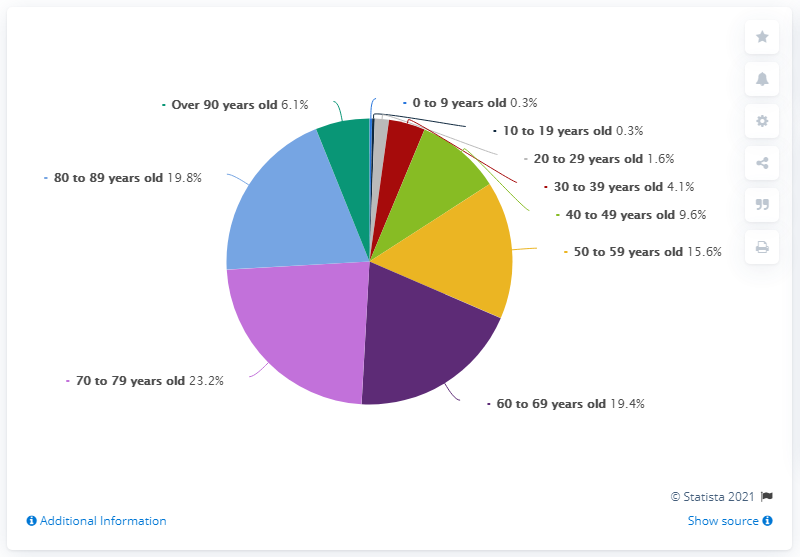 0 to 9 years old 0.3%
10 to 19 years old 0.3%
20 to 29 years old 1.6%
30 to 39 years old 4.1%
40 to 49 years old 9.6%
50 to 59 years old 15.6%
60 to 69 years old 19.4%
70 to 79 years old 23.2%
80 to 89 years old 19.8%
Over 90 years old 6.1%
© Statista 2021
Additional Information
Show source